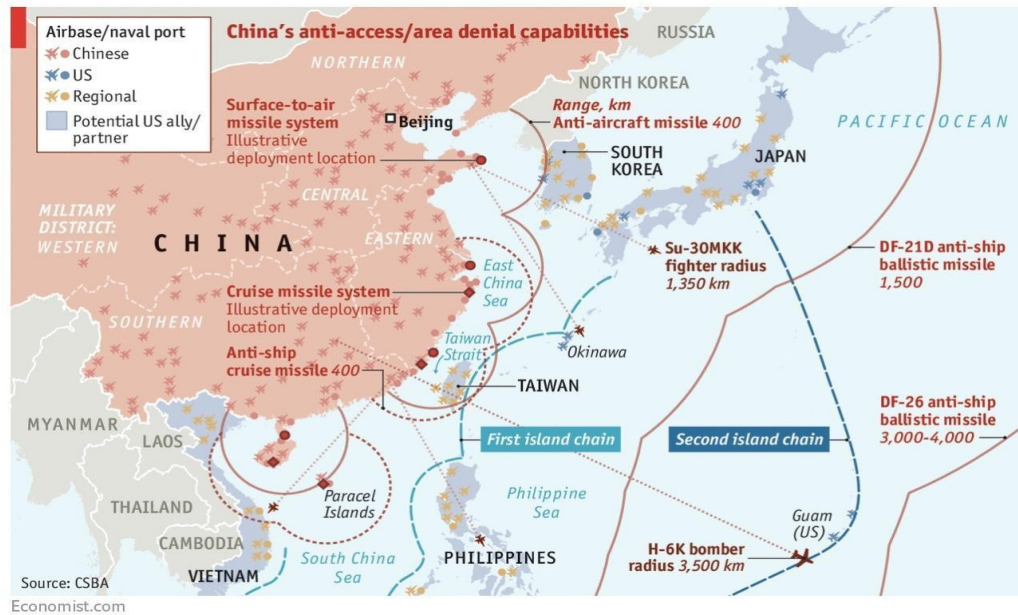 China's anti-access/area denial capabilities
Airbase/naval port
Chinese
US
Regional
Potential US ally/
partner
RUSSIA
NORTHERN
NORTH KOREA
Surface-to-air
missile system
Illustrative
deployment location
Beijing
Range, km
Anti-aircraft missile 400
PACIFIC OCEAN
SOUTH
KOREA
JAPAN
CENTRAL
MILITARY
DISTRICT:
WESTERN
CHINA
EASTERN
Su-30MKK
fighter radius
1,350 km
DF-21D anti-ship
ballistic missile
1,500
East
China
Sea
Cruise missile system
Illustrative deployment
location
SOUTHERN
Taiwan
Strait
Okinawa
Anti-ship
cruise missile 400
TAIWAN
MYANMAR
LAOS
First island chain
Second island chain
DF-26 anti-ship
ballistic missile
3,000-4,000
Paracel
Islands
Philippine
Sea
THAILAND
Guam
(US)
CAMBODIA
South China
Sea
PHILIPPINES
H-6K bomber
radius 3,500 km
VIETNAM
Source: CSBA
Economist.com